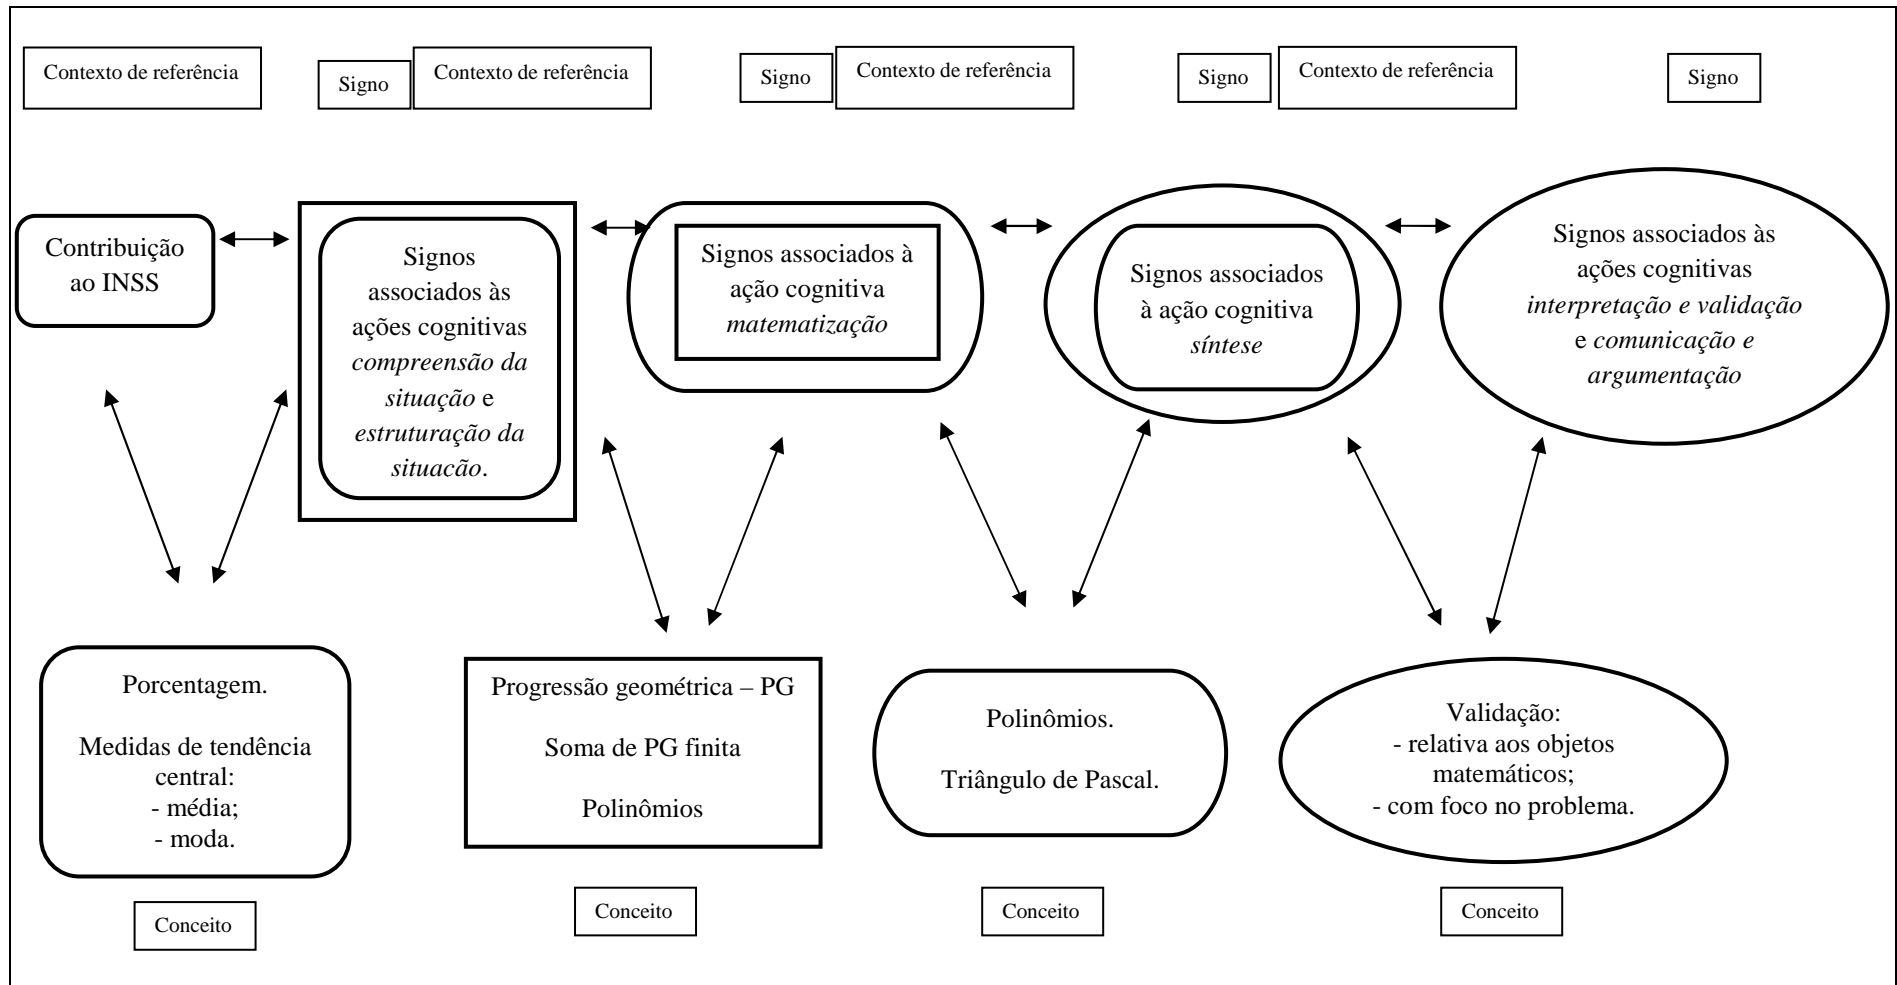 Contexto de referência
Signo
Contexto de referência
Signo
Contexto de referência
Signo
Contexto de referência
Signo
Contribuição
ao INSS
Signos
associados às
ações cognitivas
compreensão da
situação e
estruturação da
situacão.
Signos associados à
ação cognitiva
matematização
Signos associados
à ação cognitiva
síntese
Signos associados às
ações cognitivas
interpretação e validação
e comunicação e
argumentação
Porcentagem.
Medidas de tendência
central:
- média;
- moda.
Progressão geométrica – PG
Soma de PG finita
Polinômios
Polinômios.
Triângulo de Pascal.
Validação:
- relativa aos objetos
matemáticos;
- com foco no problema.
Conceito
Conceito
Conceito
Conceito